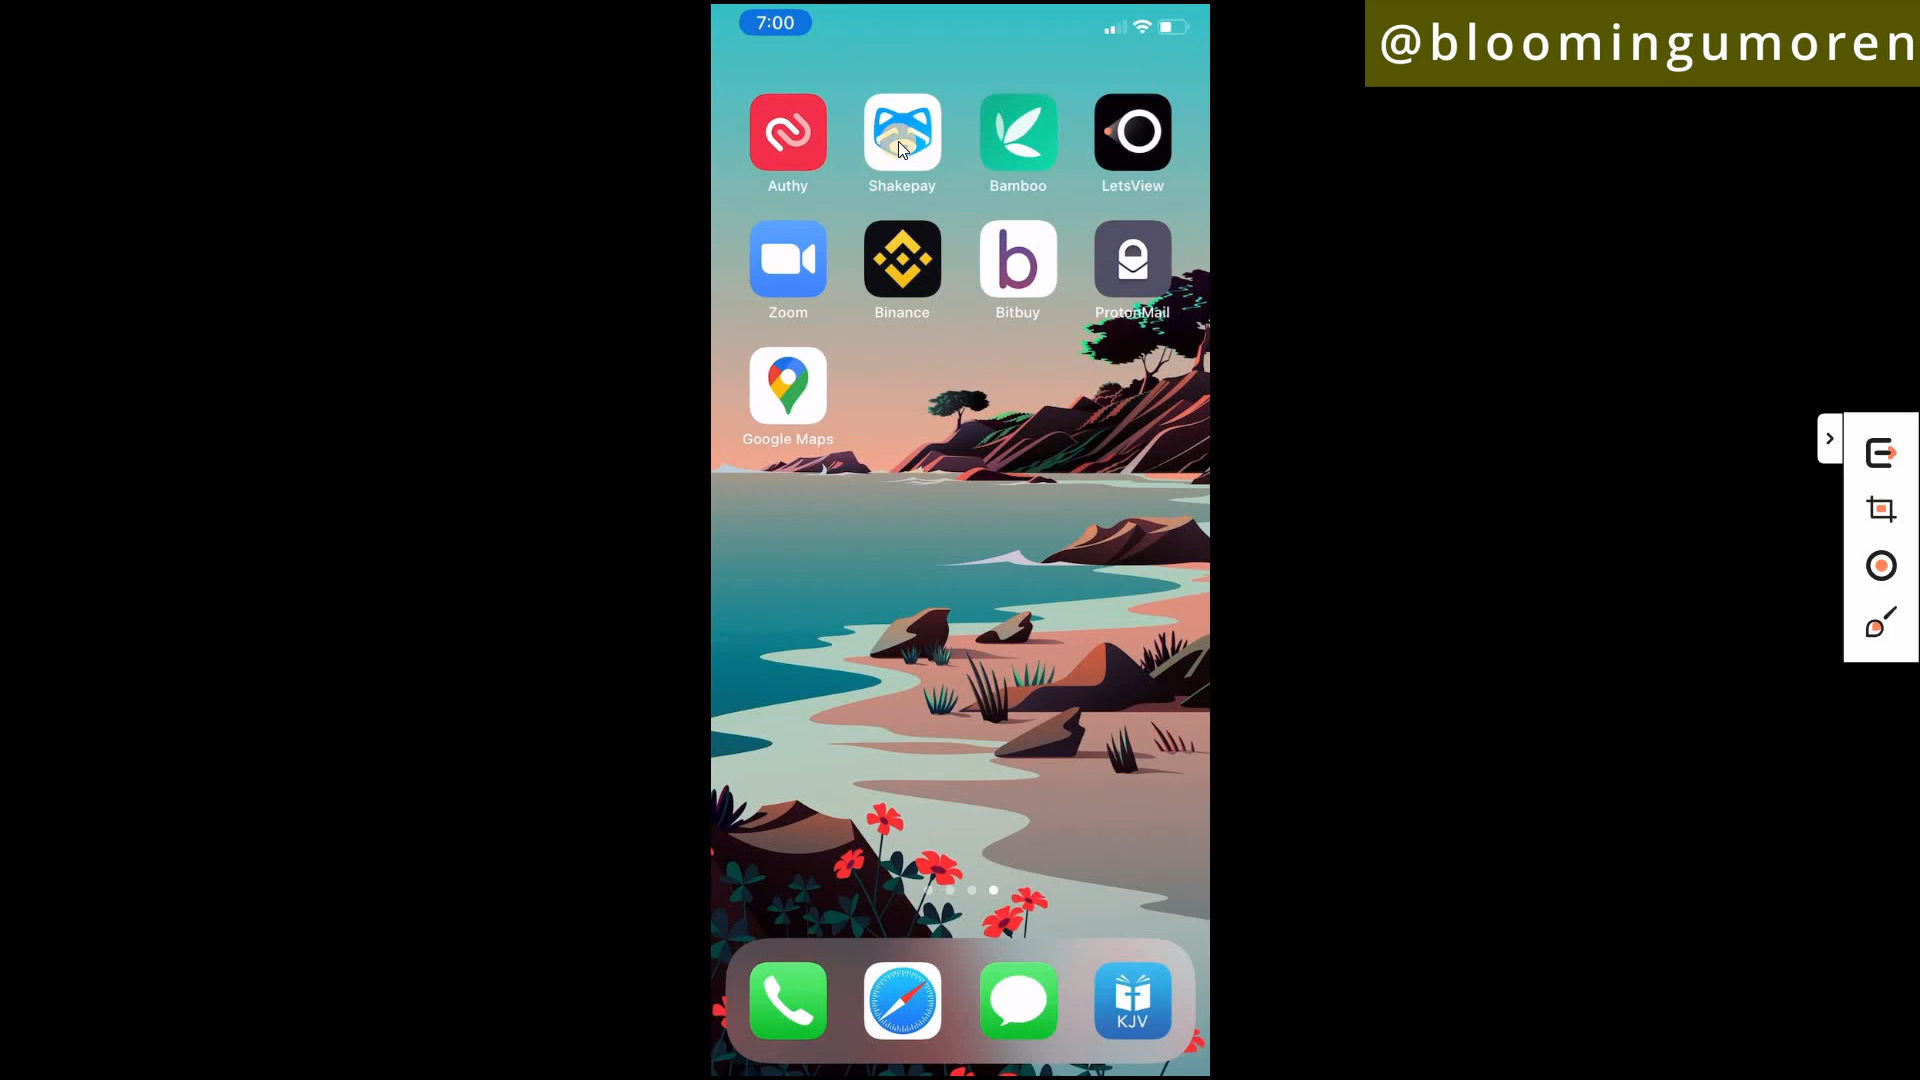 7:00
@bloomingumoren
Authy
Shakepay
Bamboo
LetsView
Zoom
Binance
b
Bitbuy
ProtonMail
Google Maps
KJV